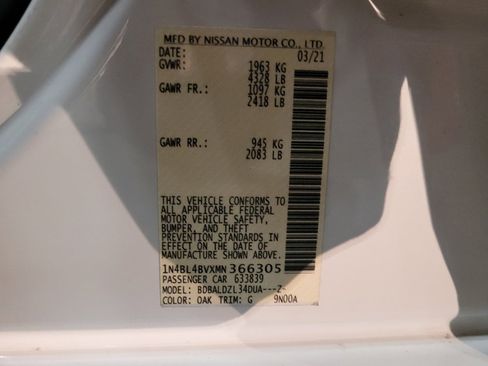 MFD BY NISSAN MOTOR CO., LTD
DATE: 03/21
GVWR: 1963 KG
4328 LB
GAWR FR.: 1097 KG
2418 LB
GAWR RR.: 945 KG
2083 LB
THIS VEHICLE CONFORMS TO
ALL APPLICABLE FEDERAL
MOTOR VEHICLE SAFETY,
BUMPER, AND THEFT
PREVENTION STANDARDS IN
EFFECT ON THE DATE OF
MANUFACTURE SHOWN ABOVE.
1N4BL4BVXMN366305
PASSENGER CAR 633839
MODEL: BDBALDZL34DUA---Z-
COLOR: OAK TRIM: G 9N00A